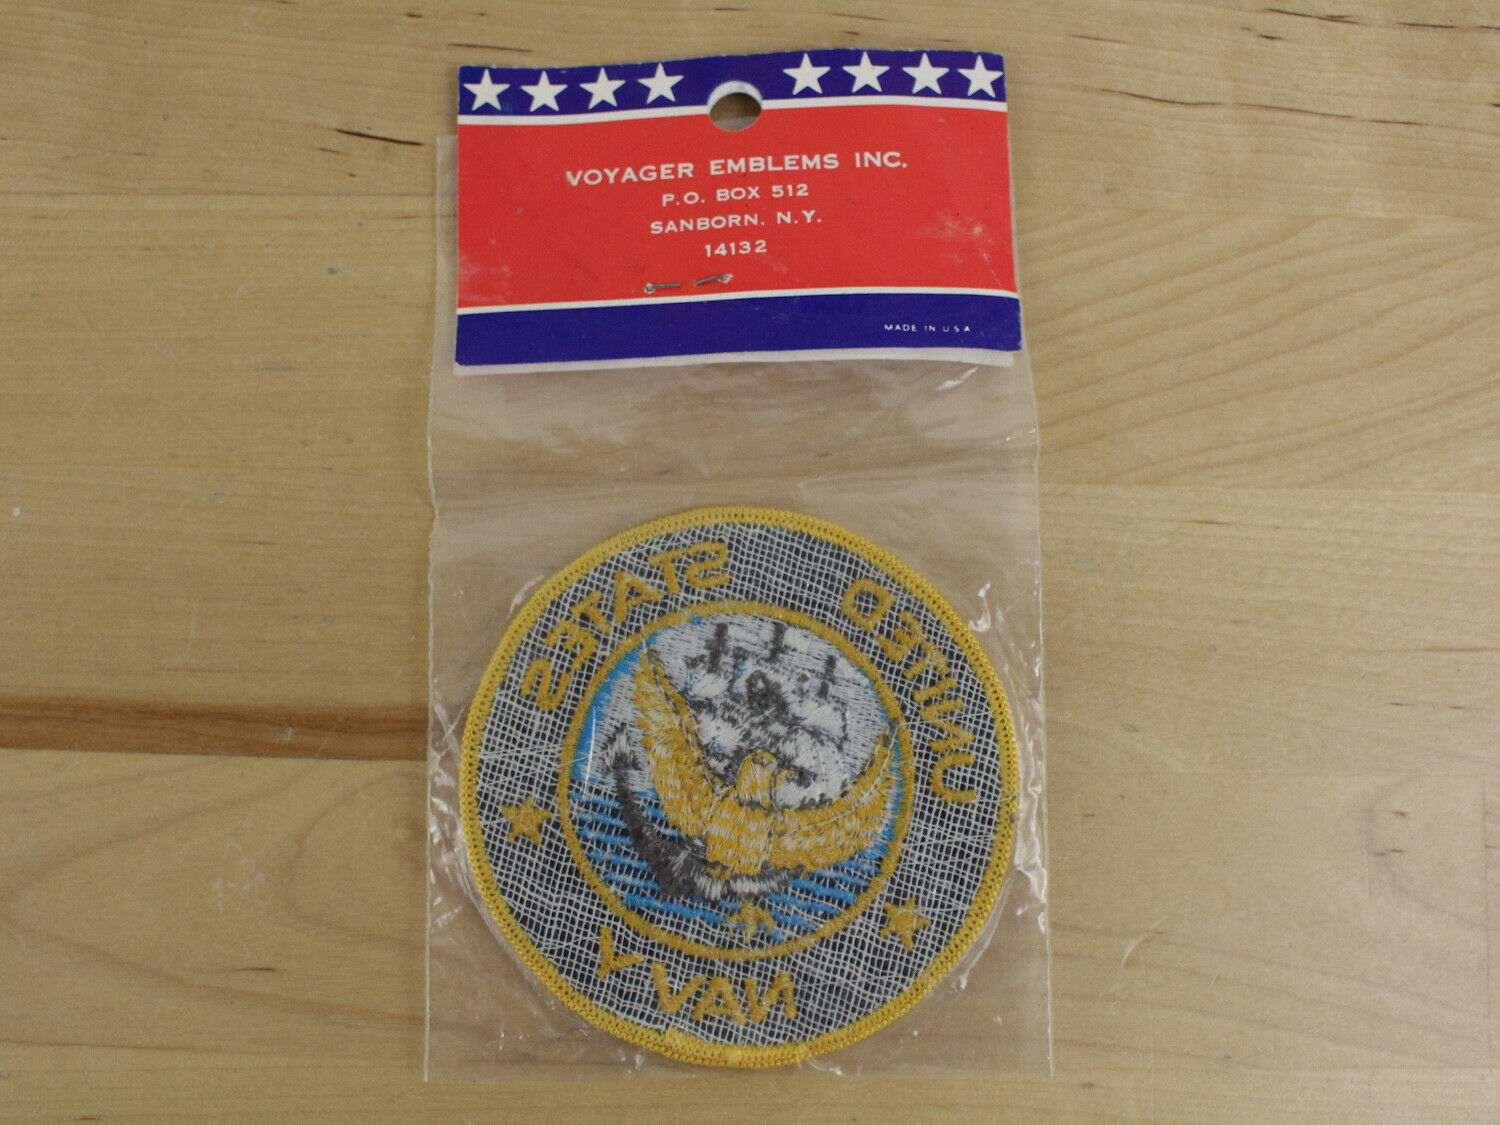 VOYAGER EMBLEMS INC.
P.O. BOX 512
SANBORN, N.Y.
14132
MADE IN U S A
UNITED STATES
NAVY